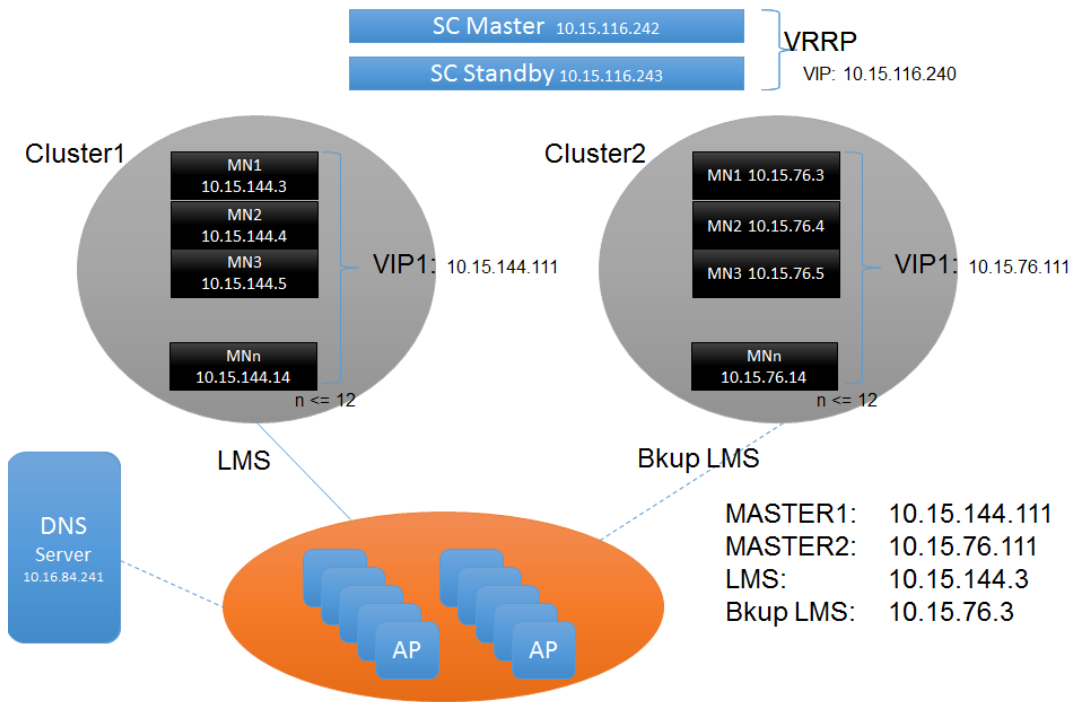 SC Master 10.15.116.242
SC Standby 10.15.116.243
VRRP
VIP: 10.15.116.240
Cluster1
MN1
10.15.144.3
MN2
10.15.144.4
MN3
10.15.144.5
VIP1: 10.15.144.111
MNn
10.15.144.14
n <= 12
Cluster2
MN1 10.15.76.3
MN2 10.15.76.4
MN3 10.15.76.5
VIP1: 10.15.76.111
MNn
10.15.76.14
n <= 12
LMS
Bkup LMS
DNS
Server
10.16.84.241
AP
AP
MASTER1: 10.15.144.111
MASTER2: 10.15.76.111
LMS: 10.15.144.3
Bkup LMS: 10.15.76.3